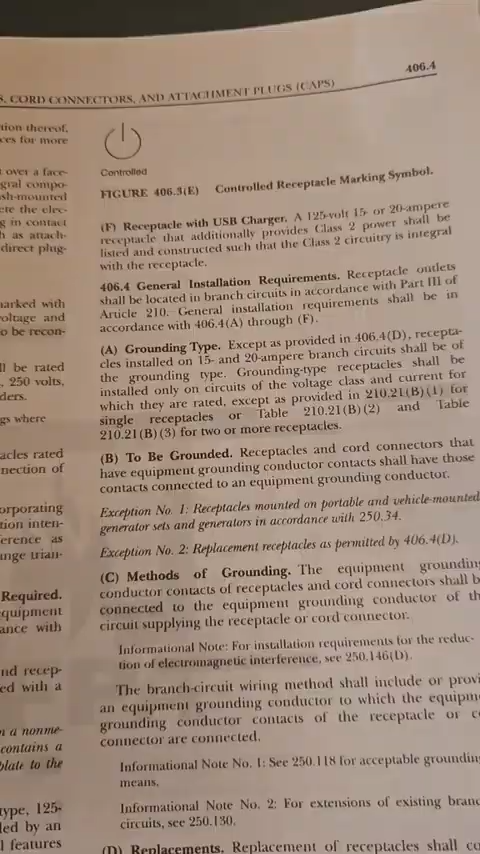 406.4
S, CORD CONNECTORS, AND ATTACHMENT PLUGS (CAPS)
tion thereof,
ces for more
t over a face-
gral compo-
sh-mounted
ete the elec-
g in contact
h as attach-
direct plug-
marked with
voltage and
o be recon-
ll be rated
, 250 volts,
ders.
gs where
acles rated
nection of
orporating
tion inten-
ference as
nge trian-
Required.
equipment
ance with
nd recep-
ed with a
n a nonme-
contains a
plate to the
type, 125-
led by an
l features
Controlled
FIGURE 406.3(E) Controlled Receptacle Marking Symbol.
(F) Receptacle with USB Charger. A 125-volt 15- or 20-ampere
receptacle that additionally provides Class 2 power shall be
listed and constructed such that the Class 2 circuitry is integral
with the receptacle.
406.4 General Installation Requirements. Receptacle outlets
shall be located in branch circuits in accordance with Part III of
Article 210. General installation requirements shall be in
accordance with 406.4(A) through (F).
(A) Grounding Type. Except as provided in 406.4(D), recepta-
cles installed on 15- and 20-ampere branch circuits shall be of
the grounding type. Grounding-type receptacles shall be
installed only on circuits of the voltage class and current for
which they are rated, except as provided in 210.21(B)(1) for
single receptacles or Table 210.21(B)(2) and Table
210.21(B)(3) for two or more receptacles.
(B) To Be Grounded. Receptacles and cord connectors that
have equipment grounding conductor contacts shall have those
contacts connected to an equipment grounding conductor.
Exception No. 1: Receptacles mounted on portable and vehicle-mounted
generator sets and generators in accordance with 250.34.
Exception No. 2: Replacement receptacles as permitted by 406.4(D).
(C) Methods of Grounding. The equipment groundin
conductor contacts of receptacles and cord connectors shall b
connected to the equipment grounding conductor of th
circuit supplying the receptacle or cord connector.
Informational Note: For installation requirements for the reduc-
tion of electromagnetic interference, see 250.146(D).
The branch-circuit wiring method shall include or provi
an equipment grounding conductor to which the equipm
grounding conductor contacts of the receptacle or c
connector are connected.
Informational Note No. 1: See 250.118 for acceptable grounding
means.
Informational Note No. 2: For extensions of existing branc
circuits, see 250.130.
(D) Replacements. Replacement of receptacles shall co